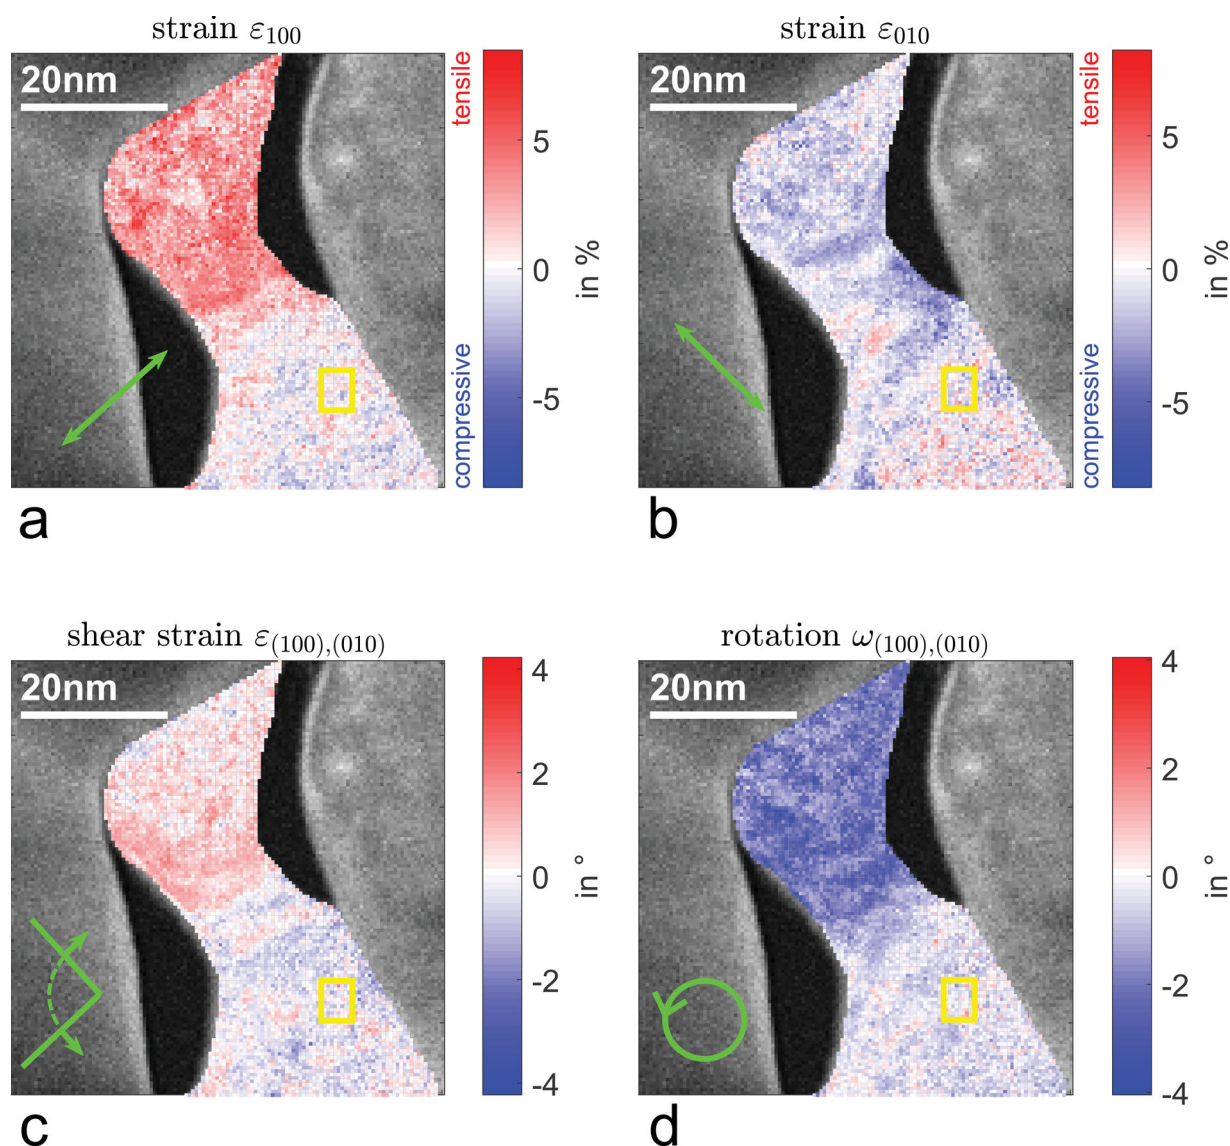 strain ε₁₀₀
20nm
tensile
5
0
-5
in %
compressive
a
strain ε₀₁₀
20nm
tensile
5
0
-5
in %
compressive
b
shear strain ε₍₁₀₀₎,₍₀₁₀₎
20nm
4
2
0
-2
-4
in °
c
rotation ω₍₁₀₀₎,₍₀₁₀₎
20nm
4
2
0
-2
-4
in °
d